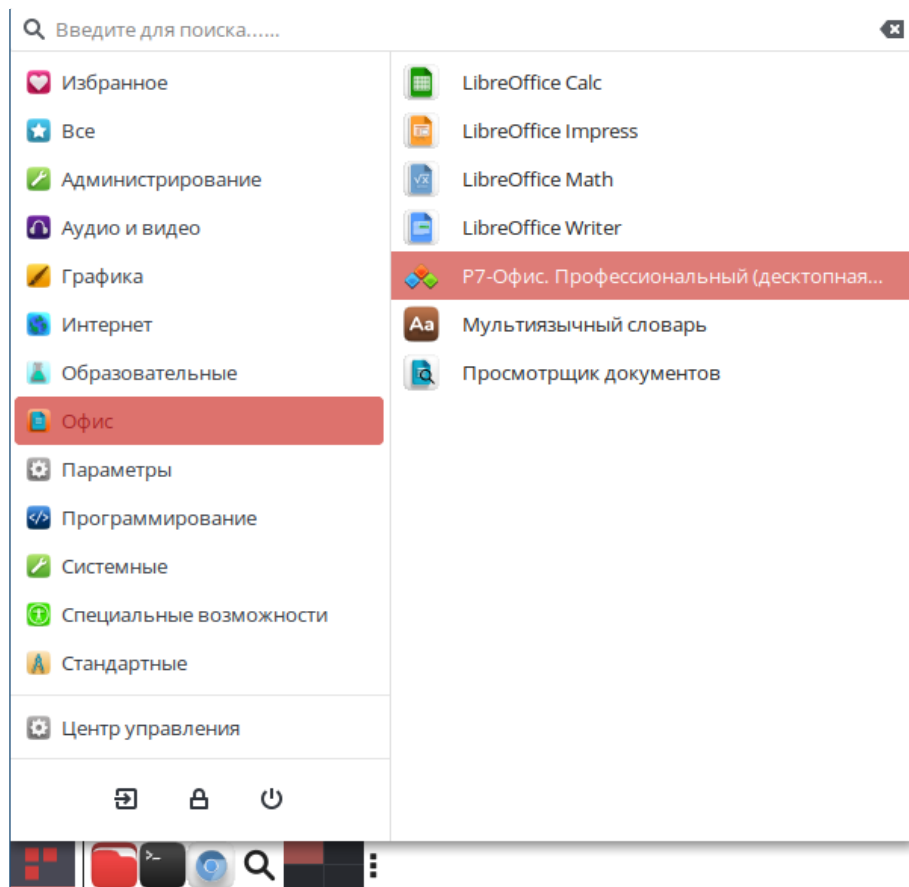 Введите для поиска......
Избранное
Все
Администрирование
Аудио и видео
Графика
Интернет
Образовательные
Офис
Параметры
Программирование
Системные
Специальные возможности
Стандартные
Центр управления
LibreOffice Calc
LibreOffice Impress
√x
LibreOffice Math
LibreOffice Writer
Р7-Офис. Профессиональный (десктопная...
Aa
Мультиязычный словарь
Просмотрщик документов